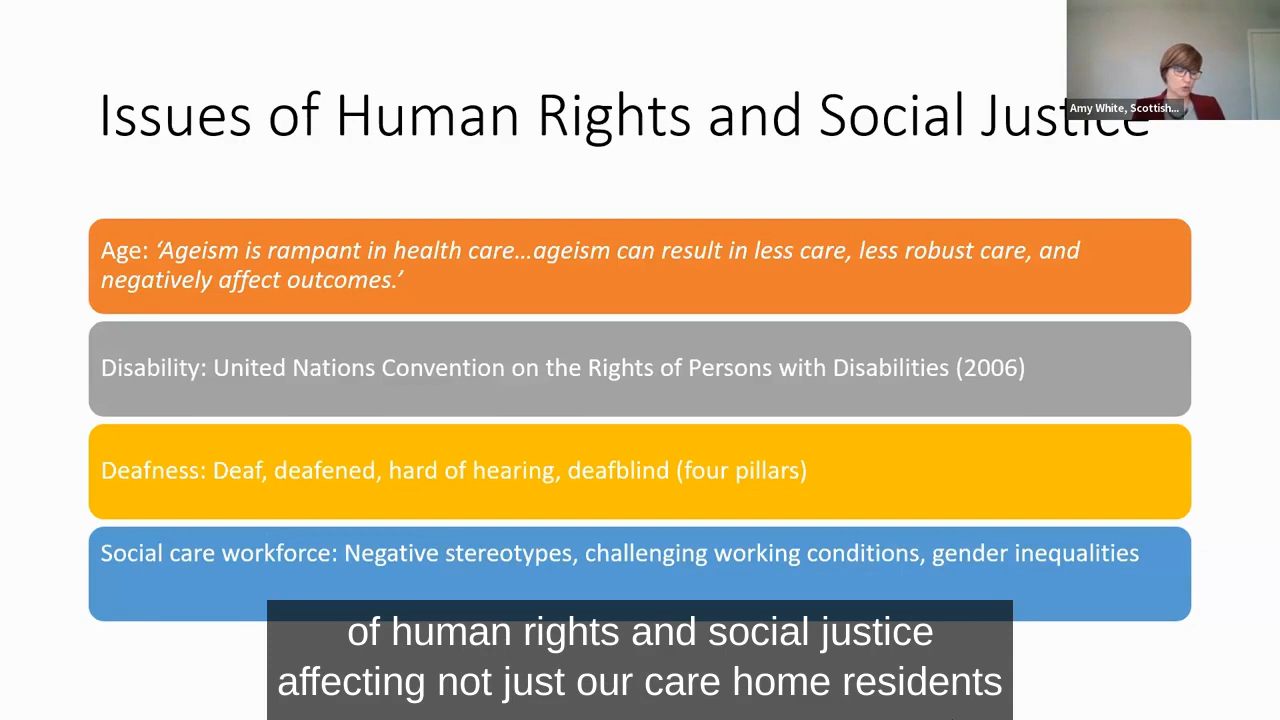 Issues of Human Rights and Social Justice
Amy White, Scottish...
Age: ‘Ageism is rampant in health care…ageism can result in less care, less robust care, and
negatively affect outcomes.’
Disability: United Nations Convention on the Rights of Persons with Disabilities (2006)
Deafness: Deaf, deafened, hard of hearing, deafblind (four pillars)
Social care workforce: Negative stereotypes, challenging working conditions, gender inequalities
of human rights and social justice
affecting not just our care home residents